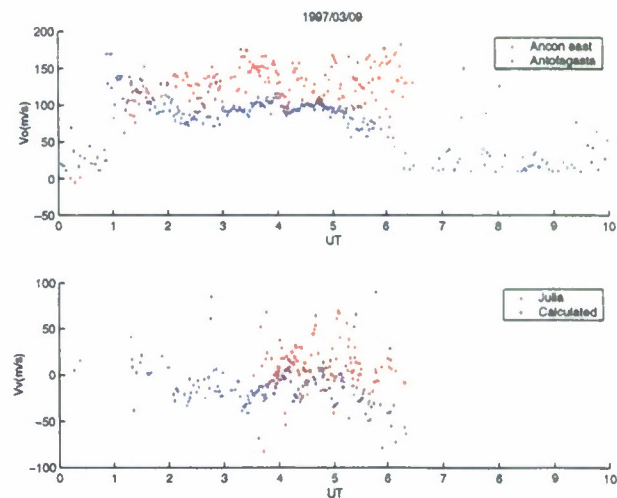 1997/03/09
Vo(m/s)
200
150
100
50
0
-50
0 1 2 3 4 5 6 7 8 9 10
UT
Ancon east
Antofagasta
Vv(m/s)
100
50
0
-50
-100
0 1 2 3 4 5 6 7 8 9 10
UT
Julia
Calculated